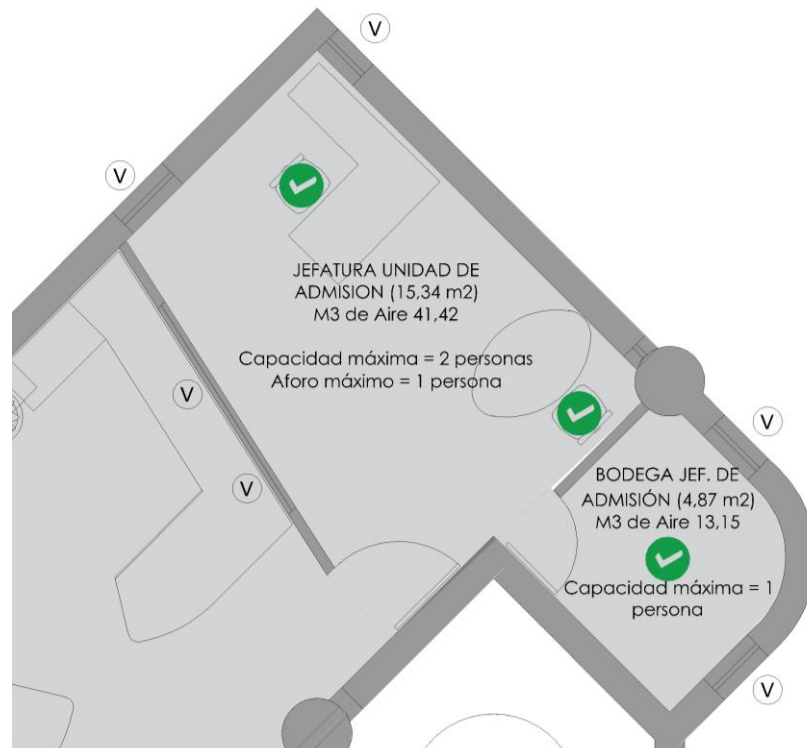 V
V
JEFATURA UNIDAD DE
ADMISION (15,34 m2)
M3 de Aire 41,42
Capacidad máxima = 2 personas
Aforo máximo = 1 persona
V
V
V
BODEGA JEF. DE
ADMISIÓN (4,87 m2)
M3 de Aire 13,15
Capacidad máxima = 1
persona
V